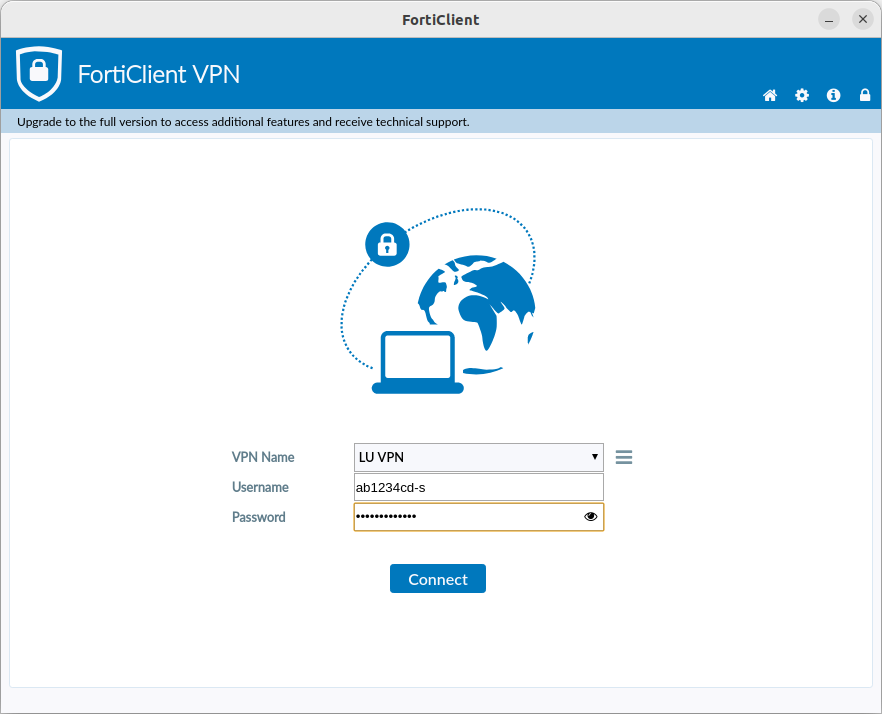 FortiClient
FortiClient VPN
Upgrade to the full version to access additional features and receive technical support.
VPN Name
LU VPN
Username
ab1234cd-s
Password
•••••••••••••
Connect